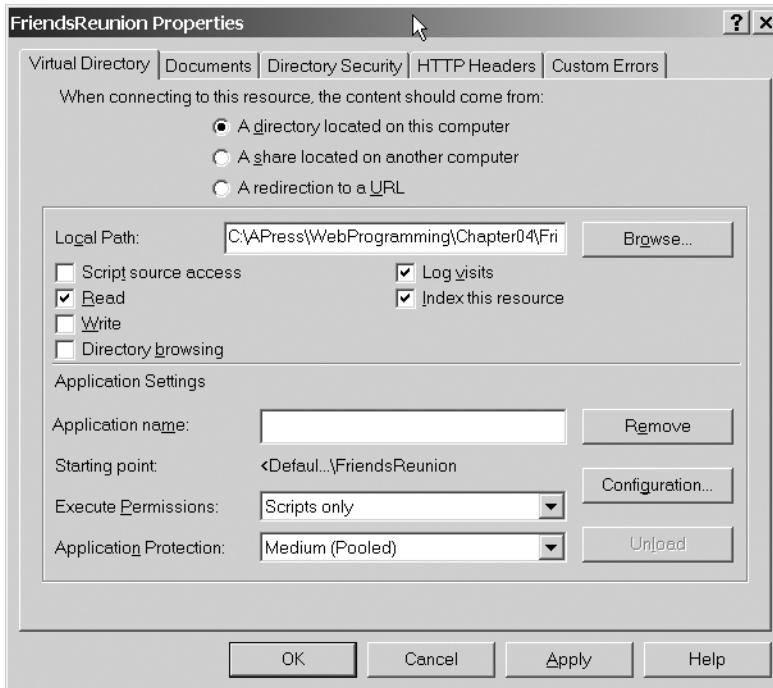 FriendsReunion Properties
Virtual Directory
Documents
Directory Security
HTTP Headers
Custom Errors
When connecting to this resource, the content should come from:
A directory located on this computer
A share located on another computer
A redirection to a URL
Local Path:
C:\APress\WebProgramming\Chapter04\Fri
Browse...
Script source access
Log visits
Read
Index this resource
Write
Directory browsing
Application Settings
Application name:
Remove
Starting point:
<Defaul...\FriendsReunion
Configuration...
Execute Permissions:
Scripts only
Application Protection:
Medium (Pooled)
Unload
OK
Cancel
Apply
Help